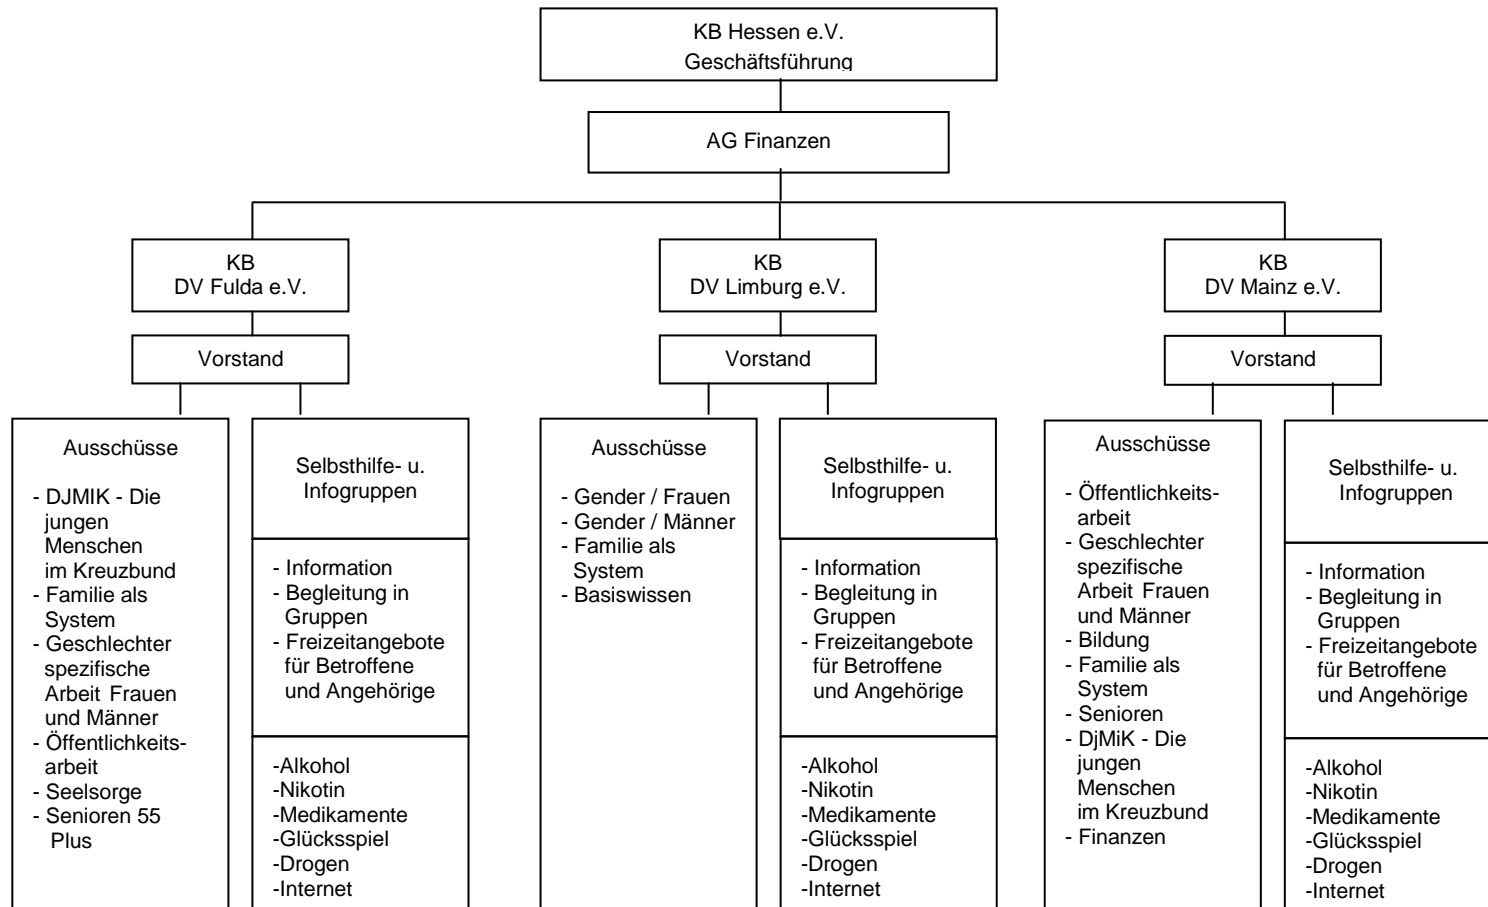 KB Hessen e.V.
Geschäftsführung
AG Finanzen
KB
DV Fulda e.V.
Vorstand
Ausschüsse
- DJMIK - Die
jungen
Menschen
im Kreuzbund
- Familie als
System
- Geschlechter
spezifische
Arbeit Frauen
und Männer
- Öffentlichkeits-
arbeit
- Seelsorge
- Senioren 55
Plus
Selbsthilfe- u.
Infogruppen
- Information
- Begleitung in
Gruppen
- Freizeitangebote
für Betroffene
und Angehörige
-Alkohol
-Nikotin
-Medikamente
-Glücksspiel
-Drogen
-Internet
KB
DV Limburg e.V.
Vorstand
Ausschüsse
- Gender / Frauen
- Gender / Männer
- Familie als
System
- Basiswissen
Selbsthilfe- u.
Infogruppen
- Information
- Begleitung in
Gruppen
- Freizeitangebote
für Betroffene
und Angehörige
-Alkohol
-Nikotin
-Medikamente
-Glücksspiel
-Drogen
-Internet
KB
DV Mainz e.V.
Vorstand
Ausschüsse
- Öffentlichkeits-
arbeit
- Geschlechter
spezifische
Arbeit Frauen
und Männer
- Bildung
- Familie als
System
- Senioren
- DjMiK - Die
jungen
Menschen
im Kreuzbund
- Finanzen
Selbsthilfe- u.
Infogruppen
- Information
- Begleitung in
Gruppen
- Freizeitangebote
für Betroffene
und Angehörige
-Alkohol
-Nikotin
-Medikamente
-Glücksspiel
-Drogen
-Internet